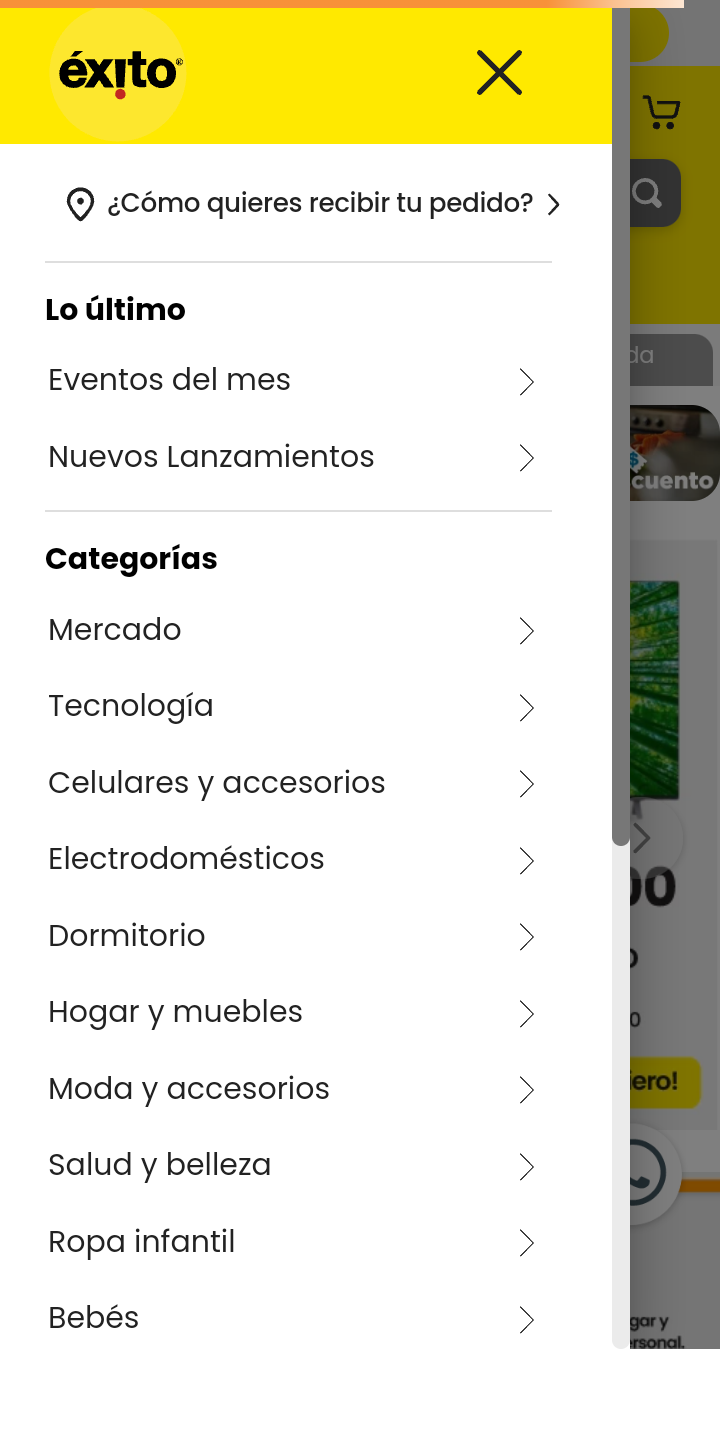 éxito®
¿Cómo quieres recibir tu pedido?
Lo último
Eventos del mes
Nuevos Lanzamientos
Categorías
Mercado
Tecnología
Celulares y accesorios
Electrodomésticos
Dormitorio
Hogar y muebles
Moda y accesorios
Salud y belleza
Ropa infantil
Bebés
da
cuento
00
o
0
iero!
gar y
ersonal.